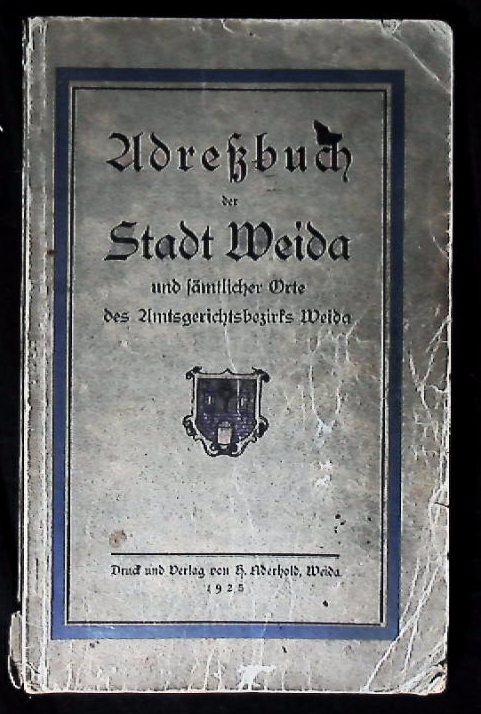 Adreßbuch
der
Stadt Weida
und sämtlicher Orte
des Amtsgerichtsbezirks Weida
Druck und Verlag von H. Aderhold, Weida
1925